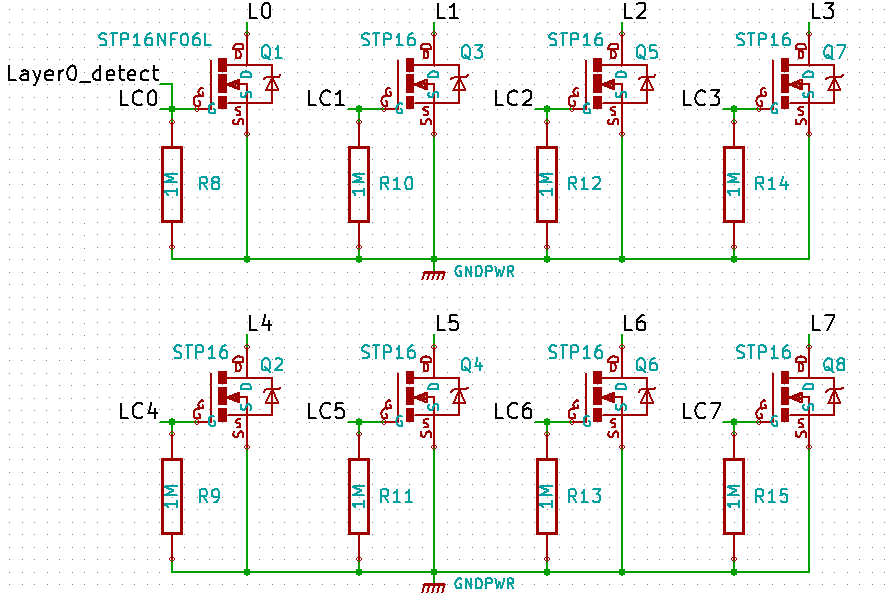 L0 L1 L2 L3
STP16NF06L STP16 STP16 STP16
Q1 Q3 Q5 Q7
Layer0_detect
LC0 LC1 LC2 LC3
D D D D
D D D D
G G G G
G G G G
S S S S
S S S S
S S S S
1M R8 1M R10 1M R12 1M R14
GNDPWR
L4 L5 L6 L7
STP16 STP16 STP16 STP16
Q2 Q4 Q6 Q8
LC4 LC5 LC6 LC7
D D D D
D D D D
G G G G
G G G G
S S S S
S S S S
S S S S
1M R9 1M R11 1M R13 1M R15
GNDPWR